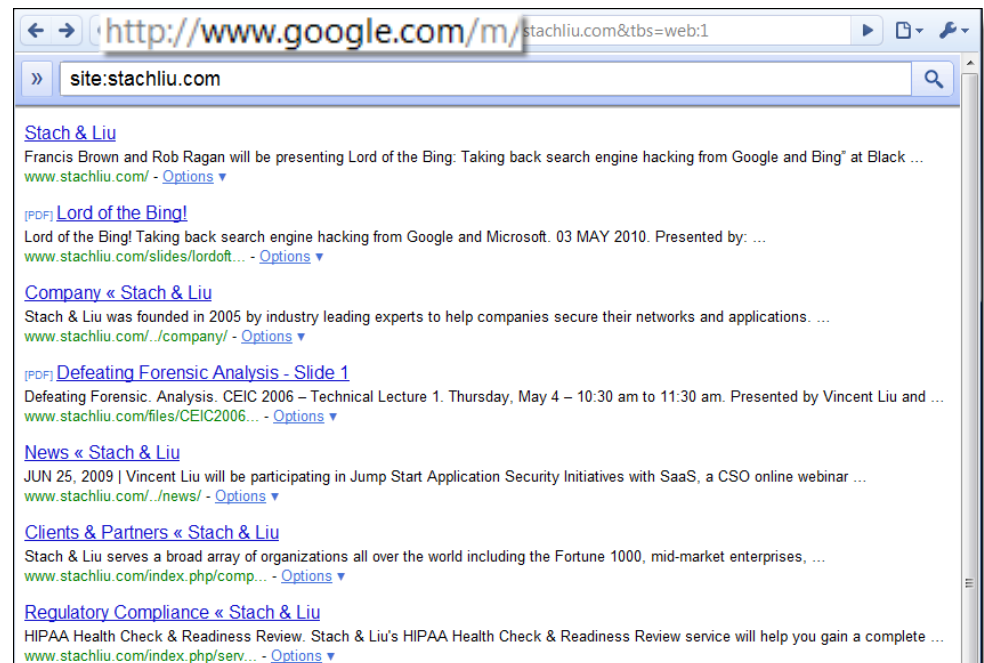 http://www.google.com/m/ stachliu.com&tbs=web:1
» site:stachliu.com
Stach & Liu
Francis Brown and Rob Ragan will be presenting Lord of the Bing: Taking back search engine hacking from Google and Bing” at Black ...
www.stachliu.com/ - Options ▼
[PDF] Lord of the Bing!
Lord of the Bing! Taking back search engine hacking from Google and Microsoft. 03 MAY 2010. Presented by: ...
www.stachliu.com/slides/lordoft... - Options ▼
Company « Stach & Liu
Stach & Liu was founded in 2005 by industry leading experts to help companies secure their networks and applications. ...
www.stachliu.com/../company/ - Options ▼
[PDF] Defeating Forensic Analysis - Slide 1
Defeating Forensic. Analysis. CEIC 2006 – Technical Lecture 1. Thursday, May 4 – 10:30 am to 11:30 am. Presented by Vincent Liu and ...
www.stachliu.com/files/CEIC2006... - Options ▼
News « Stach & Liu
JUN 25, 2009 | Vincent Liu will be participating in Jump Start Application Security Initiatives with SaaS, a CSO online webinar ...
www.stachliu.com/../news/ - Options ▼
Clients & Partners « Stach & Liu
Stach & Liu serves a broad array of organizations all over the world including the Fortune 1000, mid-market enterprises, ...
www.stachliu.com/index.php/comp... - Options ▼
Regulatory Compliance « Stach & Liu
HIPAA Health Check & Readiness Review. Stach & Liu's HIPAA Health Check & Readiness Review service will help you gain a complete ...
www.stachliu.com/index.php/serv... - Options ▼